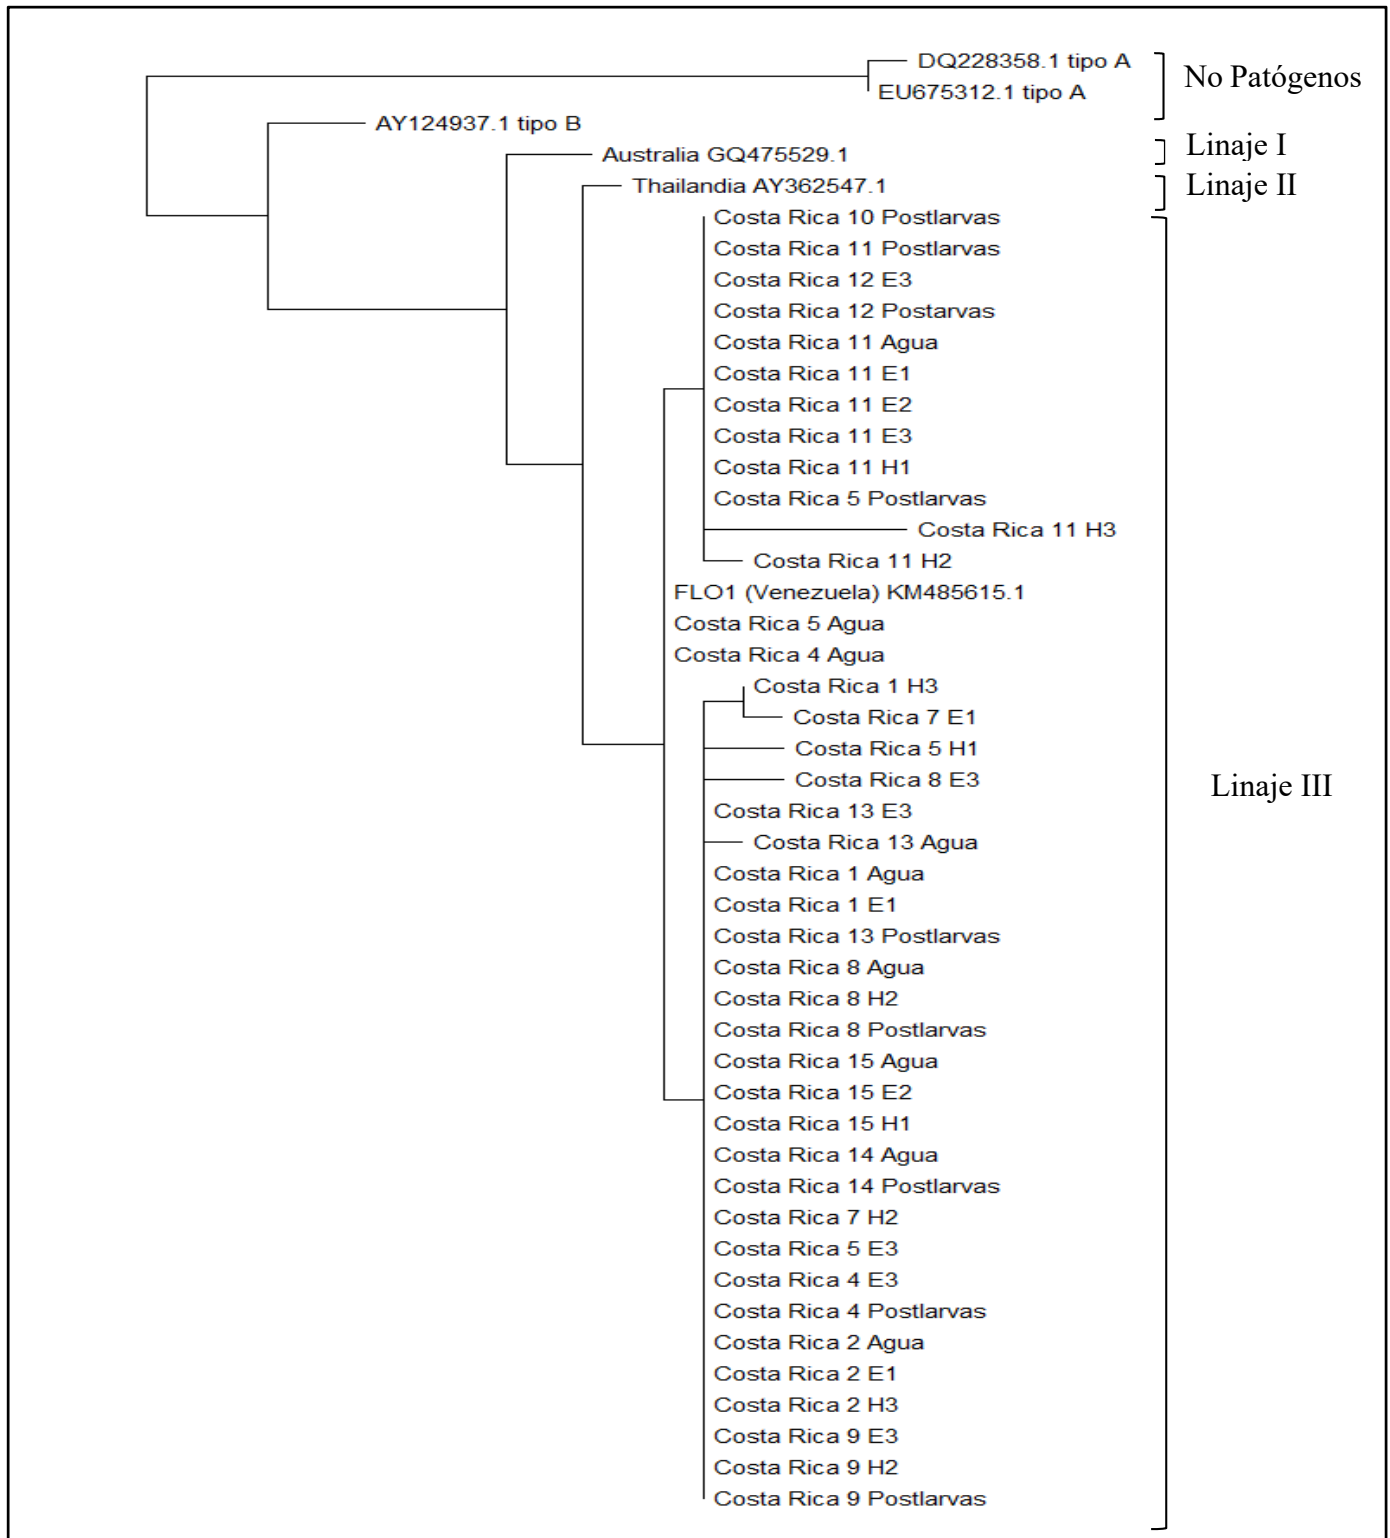 DQ228358.1 tipo A
No Patógenos
EU675312.1 tipo A
AY124937.1 tipo B
Australia GQ475529.1
Linaje I
Thailandia AY362547.1
Linaje II
Costa Rica 10 Postlarvas
Costa Rica 11 Postlarvas
Costa Rica 12 E3
Costa Rica 12 Postarvas
Costa Rica 11 Agua
Costa Rica 11 E1
Costa Rica 11 E2
Costa Rica 11 E3
Costa Rica 11 H1
Costa Rica 5 Postlarvas
Costa Rica 11 H3
Costa Rica 11 H2
FLO1 (Venezuela) KM485615.1
Costa Rica 5 Agua
Costa Rica 4 Agua
Costa Rica 1 H3
Costa Rica 7 E1
Costa Rica 5 H1
Costa Rica 8 E3
Linaje III
Costa Rica 13 E3
Costa Rica 13 Agua
Costa Rica 1 Agua
Costa Rica 1 E1
Costa Rica 13 Postlarvas
Costa Rica 8 Agua
Costa Rica 8 H2
Costa Rica 8 Postlarvas
Costa Rica 15 Agua
Costa Rica 15 E2
Costa Rica 15 H1
Costa Rica 14 Agua
Costa Rica 14 Postlarvas
Costa Rica 7 H2
Costa Rica 5 E3
Costa Rica 4 E3
Costa Rica 4 Postlarvas
Costa Rica 2 Agua
Costa Rica 2 E1
Costa Rica 2 H3
Costa Rica 9 E3
Costa Rica 9 H2
Costa Rica 9 Postlarvas